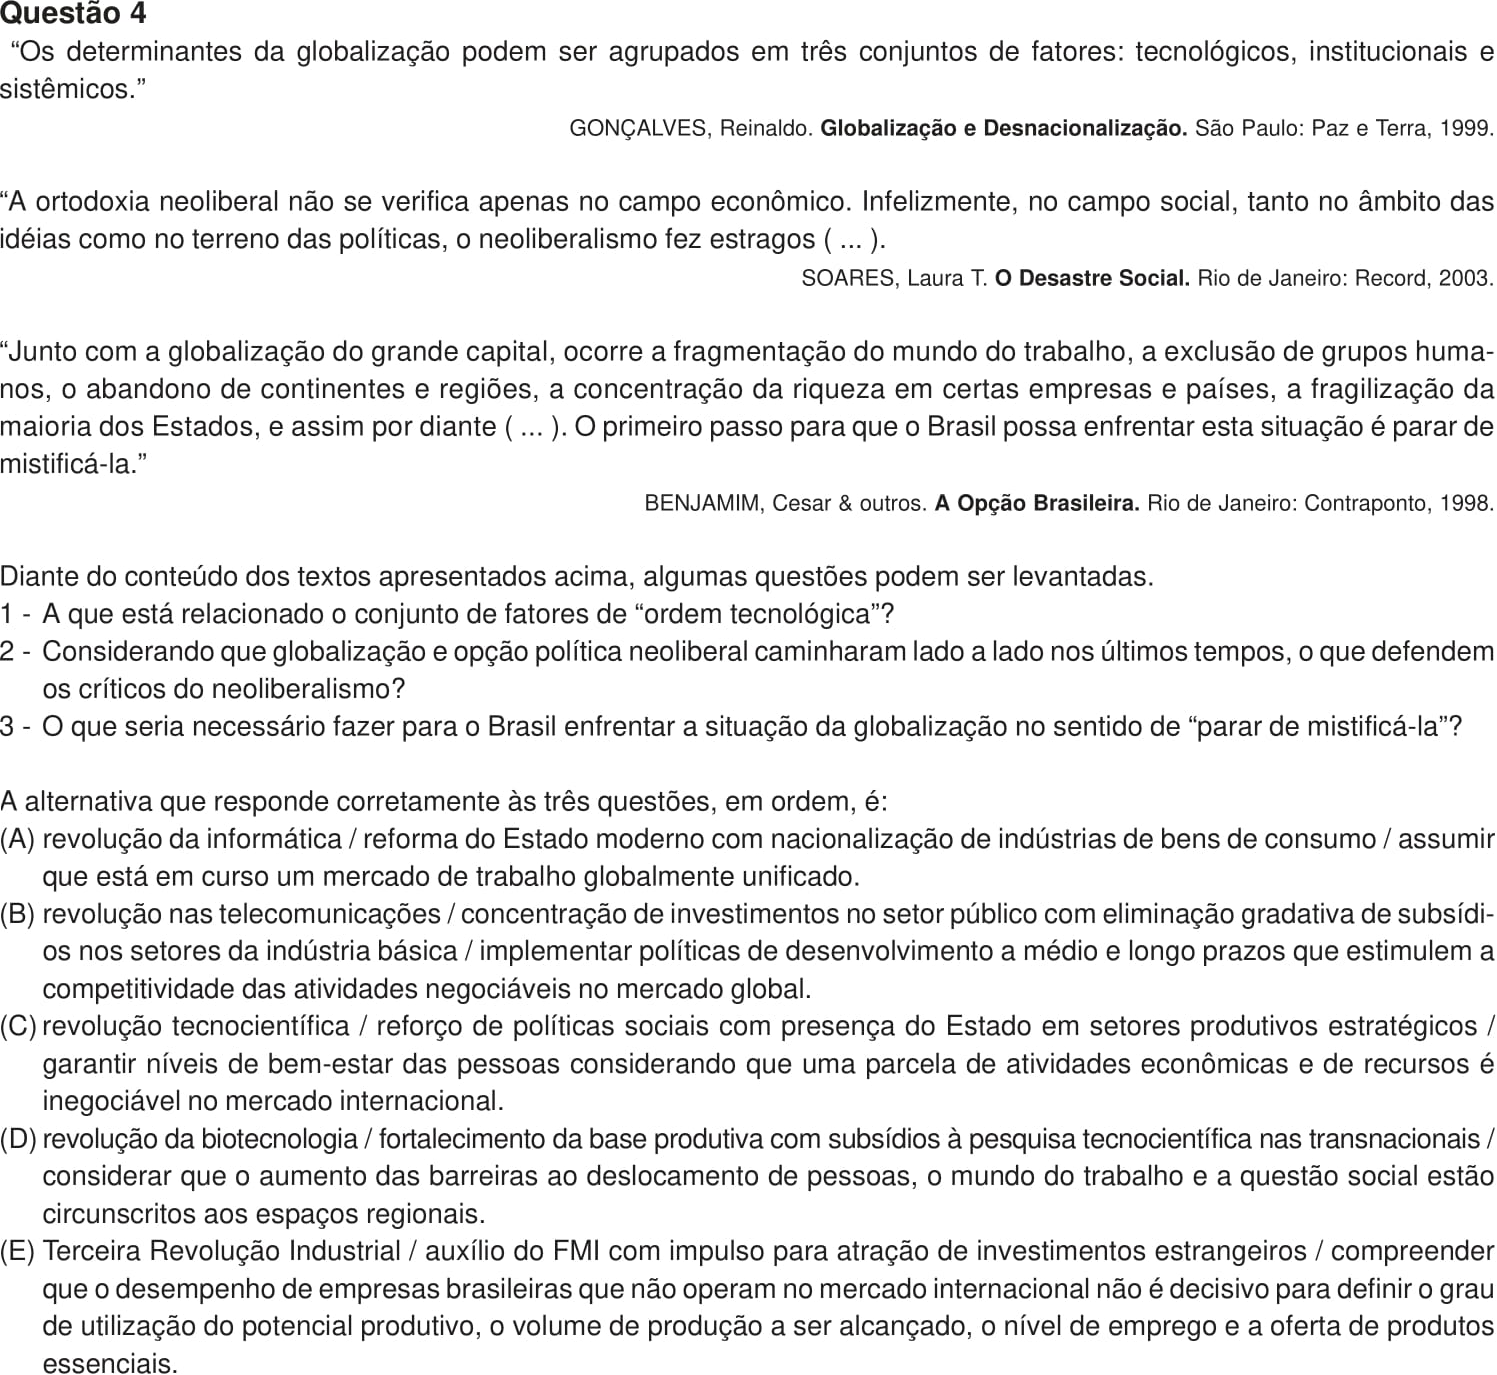 Questão 4
“Os determinantes da globalização podem ser agrupados em três conjuntos de fatores: tecnológicos, institucionais e
sistêmicos.”
GONÇALVES, Reinaldo. Globalização e Desnacionalização. São Paulo: Paz e Terra, 1999.
“A ortodoxia neoliberal não se verifica apenas no campo econômico. Infelizmente, no campo social, tanto no âmbito das
idéias como no terreno das políticas, o neoliberalismo fez estragos ( ... ).
SOARES, Laura T. O Desastre Social. Rio de Janeiro: Record, 2003.
“Junto com a globalização do grande capital, ocorre a fragmentação do mundo do trabalho, a exclusão de grupos huma-
nos, o abandono de continentes e regiões, a concentração da riqueza em certas empresas e países, a fragilização da
maioria dos Estados, e assim por diante ( ... ). O primeiro passo para que o Brasil possa enfrentar esta situação é parar de
mistificá-la.”
BENJAMIM, Cesar & outros. A Opção Brasileira. Rio de Janeiro: Contraponto, 1998.
Diante do conteúdo dos textos apresentados acima, algumas questões podem ser levantadas.
1 - A que está relacionado o conjunto de fatores de “ordem tecnológica”?
2 - Considerando que globalização e opção política neoliberal caminharam lado a lado nos últimos tempos, o que defendem
os críticos do neoliberalismo?
3 - O que seria necessário fazer para o Brasil enfrentar a situação da globalização no sentido de “parar de mistificá-la”?
A alternativa que responde corretamente às três questões, em ordem, é:
(A) revolução da informática / reforma do Estado moderno com nacionalização de indústrias de bens de consumo / assumir
que está em curso um mercado de trabalho globalmente unificado.
(B) revolução nas telecomunicações / concentração de investimentos no setor público com eliminação gradativa de subsídi-
os nos setores da indústria básica / implementar políticas de desenvolvimento a médio e longo prazos que estimulem a
competitividade das atividades negociáveis no mercado global.
(C) revolução tecnocientífica / reforço de políticas sociais com presença do Estado em setores produtivos estratégicos /
garantir níveis de bem-estar das pessoas considerando que uma parcela de atividades econômicas e de recursos é
inegociável no mercado internacional.
(D) revolução da biotecnologia / fortalecimento da base produtiva com subsídios à pesquisa tecnocientífica nas transnacionais /
considerar que o aumento das barreiras ao deslocamento de pessoas, o mundo do trabalho e a questão social estão
circunscritos aos espaços regionais.
(E) Terceira Revolução Industrial / auxílio do FMI com impulso para atração de investimentos estrangeiros / compreender
que o desempenho de empresas brasileiras que não operam no mercado internacional não é decisivo para definir o grau
de utilização do potencial produtivo, o volume de produção a ser alcançado, o nível de emprego e a oferta de produtos
essenciais.